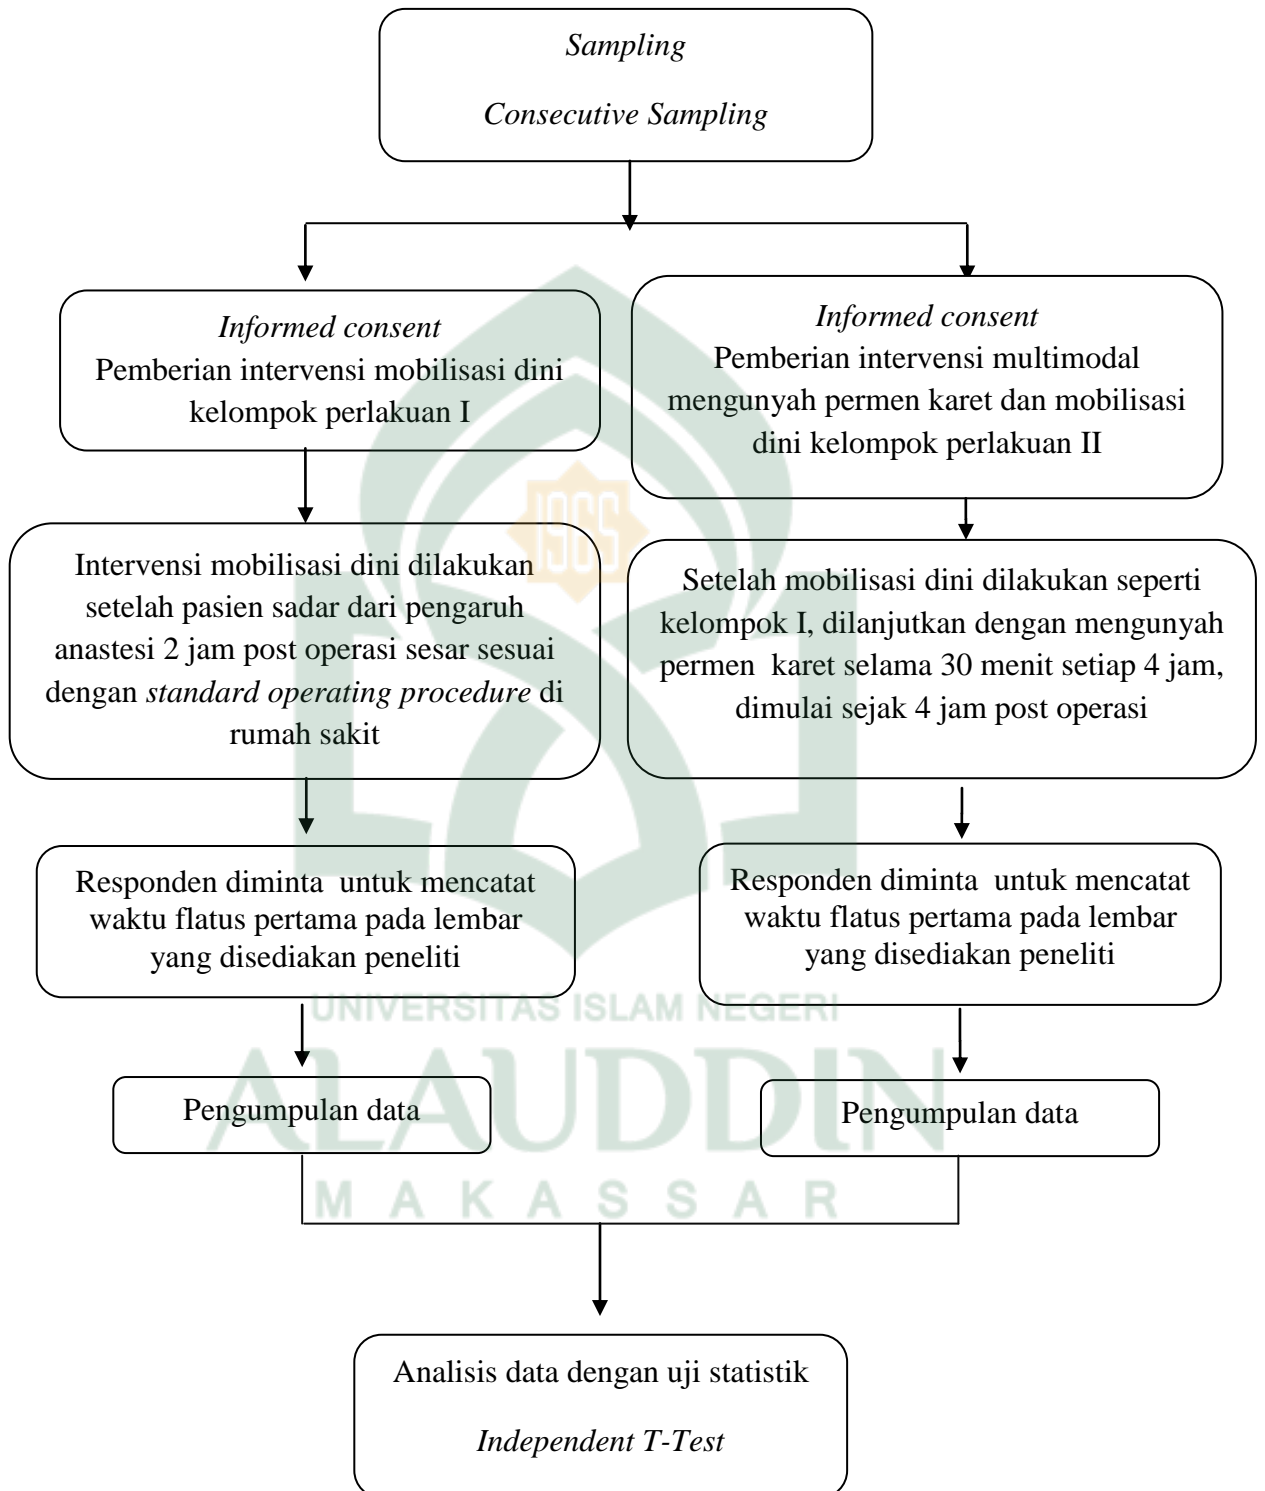 Sampling
Consecutive Sampling
Informed consent
Pemberian intervensi mobilisasi dini
kelompok perlakuan I
Informed consent
Pemberian intervensi multimodal
mengunyah permen karet dan mobilisasi
dini kelompok perlakuan II
1965
Intervensi mobilisasi dini dilakukan
setelah pasien sadar dari pengaruh
anastesi 2 jam post operasi sesar sesuai
dengan standard operating procedure di
rumah sakit
Setelah mobilisasi dini dilakukan seperti
kelompok I, dilanjutkan dengan mengunyah
permen karet selama 30 menit setiap 4 jam,
dimulai sejak 4 jam post operasi
Responden diminta untuk mencatat
waktu flatus pertama pada lembar
yang disediakan peneliti
Responden diminta untuk mencatat
waktu flatus pertama pada lembar
yang disediakan peneliti
UNIVERSITAS ISLAM NEGERI
ALAUDDIN
MAKASSAR
Pengumpulan data
Pengumpulan data
Analisis data dengan uji statistik
Independent T-Test